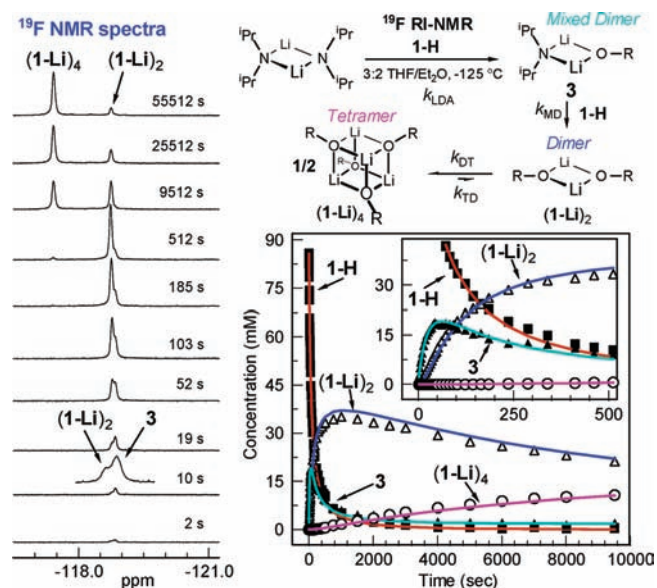 ¹⁹F NMR spectra
(1-Li)₄ (1-Li)₂
55512 s
25512 s
9512 s
512 s
185 s
103 s
52 s
(1-Li)₂ 3
19 s
10 s
2 s
-118.0 -121.0
ppm
Mixed Dimer
iPr iPr
N Li N
Li
iPr iPr
¹⁹F RI-NMR
1-H
3:2 THF/Et₂O, -125 °C
kLDA
iPr
N Li O–R
Li
iPr
3
kMD 1-H
Tetramer
1/2
R Li
O O R
R O Li Li
Li O
R
(1-Li)₄
kDT
kTD
Dimer
R–O Li O–R
Li
(1-Li)₂
90
75
60
45
30
15
0
Concentration (mM)
1-H
(1-Li)₂
3
(1-Li)₄
0 2000 4000 6000 8000 10000
Time (sec)
30
15
0
1-H
(1-Li)₂
3
0 250 500